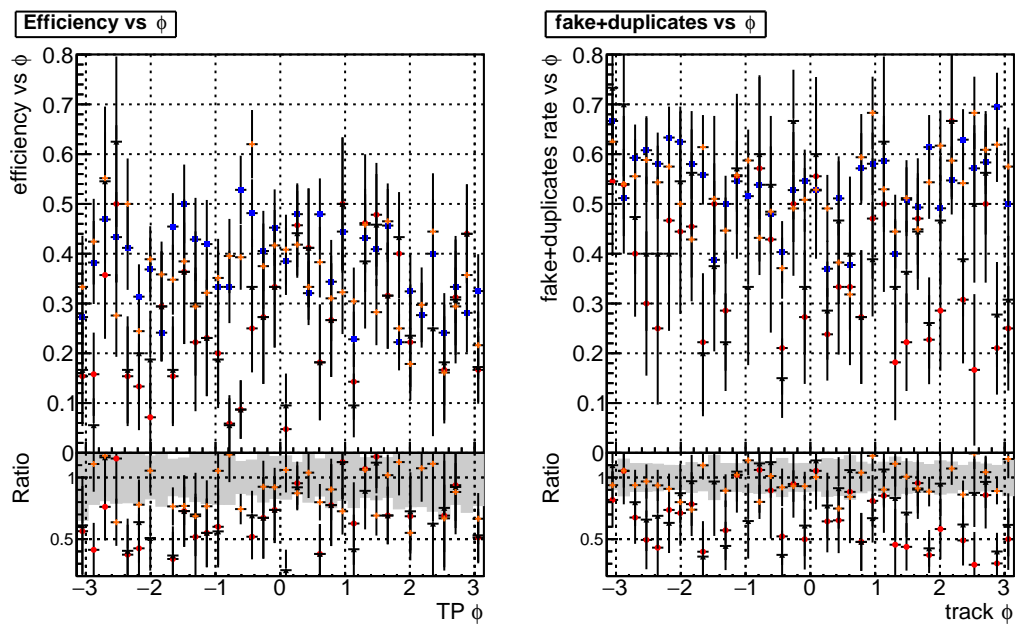 Efficiency vs ϕ
efficiency vs ϕ
0.8
0.7
0.6
0.5
0.4
0.3
0.2
0.1
0
Ratio
1
0.5
−3 −2 −1 0 1 2 3
TP ϕ
fake+duplicates vs ϕ
fake+duplicates rate vs ϕ
0.8
0.7
0.6
0.5
0.4
0.3
0.2
0.1
0
Ratio
1
0.5
−3 −2 −1 0 1 2 3
track ϕ